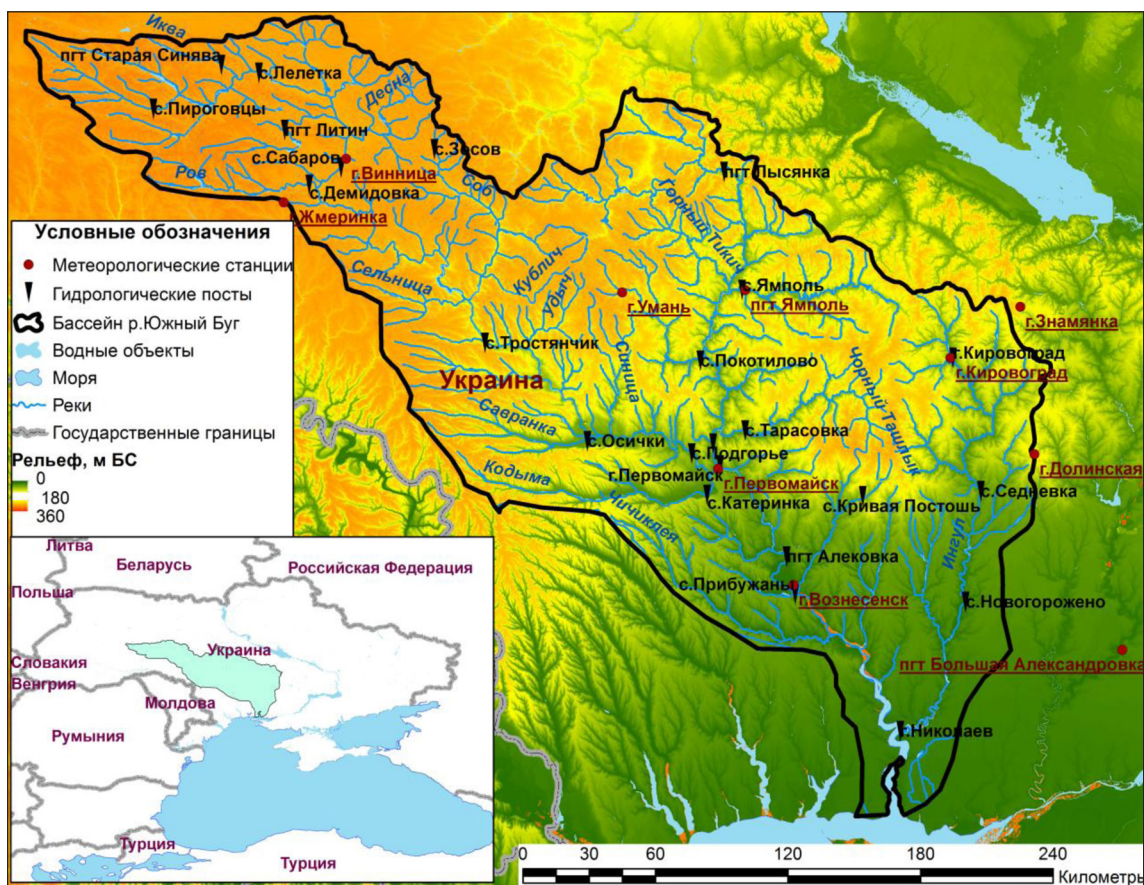 Иква
пгт Старая Синява
с.Лелетка
Десна
с.Пироговцы
пгт Литин
с.Зосов
с.Сабаров
г.Винница
Ров
Соб
с.Демидовка
г.Жмеринка
пгт Лысянка
Горный Тикич
Сельница
Кублич
Удыч
с.Ямполь
пгт Ямполь
г.Умань
г.Знамянка
с.Тростянчик
Синица
с.Покотилово
г.Кировоград
г.Кировоград
Чорный Ташлык
Украина
Савранка
с.Осички
с.Тарасовка
с.Подгорье
г.Первомайск
г.Первомайск
г.Долинская
Кодыма
с.Катеринка
с.Кривая Постошь
с.Седневка
Чичиклея
Ингул
пгт Алековка
с.Прибужаны
г.Вознесенск
с.Новогорожено
пгт Большая Александровка
г.Николаев
Условные обозначения
Метеорологические станции
Гидрологические посты
Бассейн р.Южный Буг
Водные объекты
Моря
Реки
Государственные границы
Рельеф, м БС
0
180
360
Литва
Беларусь
Российская Федерация
Польша
Украина
Словакия
Венгрия
Молдова
Румыния
Турция
Турция
0 30 60 120 180 240
Километры